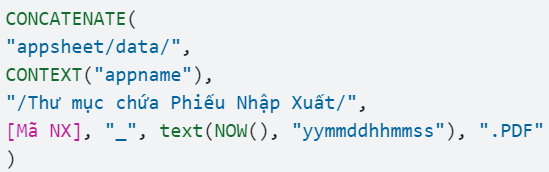 CONCATENATE(
"appsheet/data/",
CONTEXT("appname"),
"/Thư mục chứa Phiếu Nhập Xuất/",
[Mã NX], "_", text(NOW(), "yymmddhhmmss"), ".PDF"
)